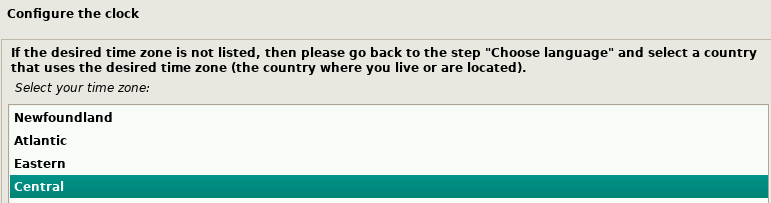 Configure the clock
If the desired time zone is not listed, then please go back to the step "Choose language" and select a country
that uses the desired time zone (the country where you live or are located).
Select your time zone:
Newfoundland
Atlantic
Eastern
Central